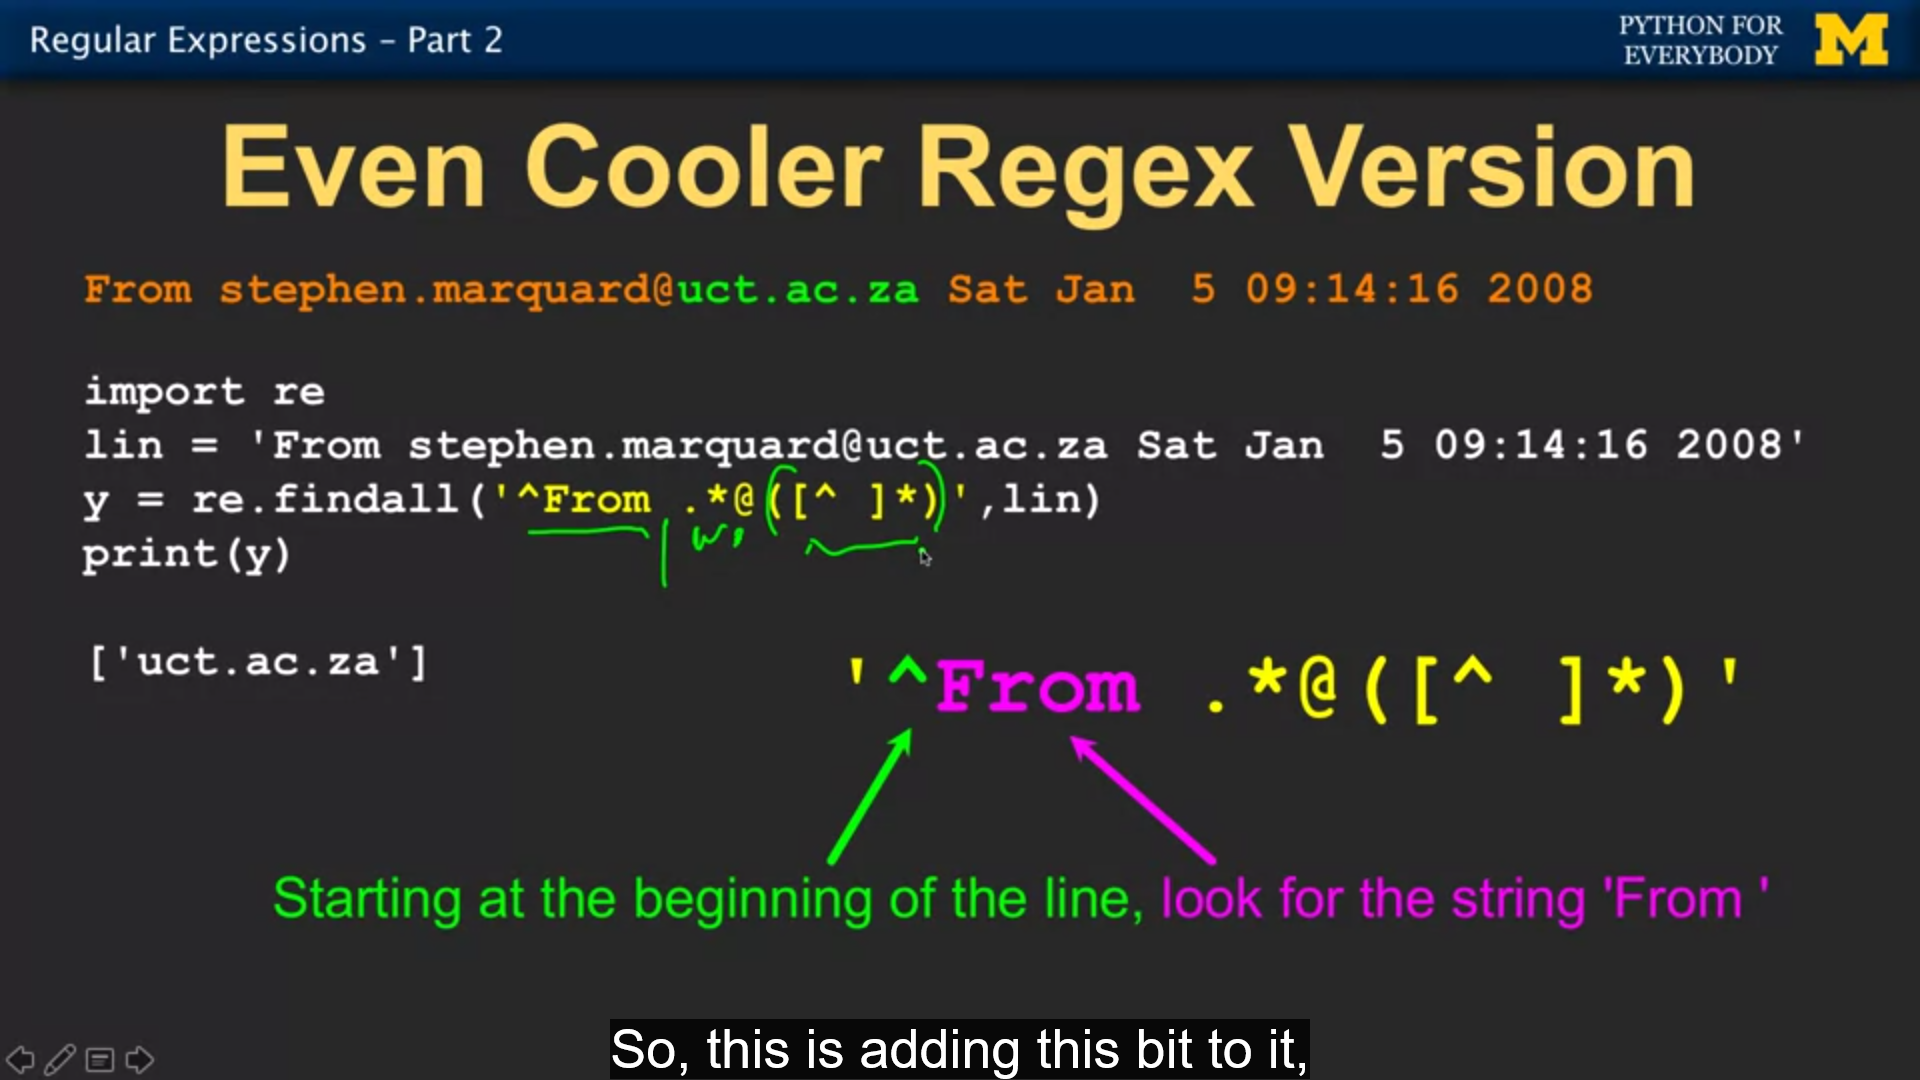 Regular Expressions – Part 2
PYTHON FOR
EVERYBODY
M
Even Cooler Regex Version
From stephen.marquard@uct.ac.za Sat Jan  5 09:14:16 2008
import re
lin = 'From stephen.marquard@uct.ac.za Sat Jan  5 09:14:16 2008'
y = re.findall('^From .*@([^ ]*)',lin)
print(y)
['uct.ac.za']
'^From .*@([^ ]*)'
Starting at the beginning of the line, look for the string 'From '
So, this is adding this bit to it,